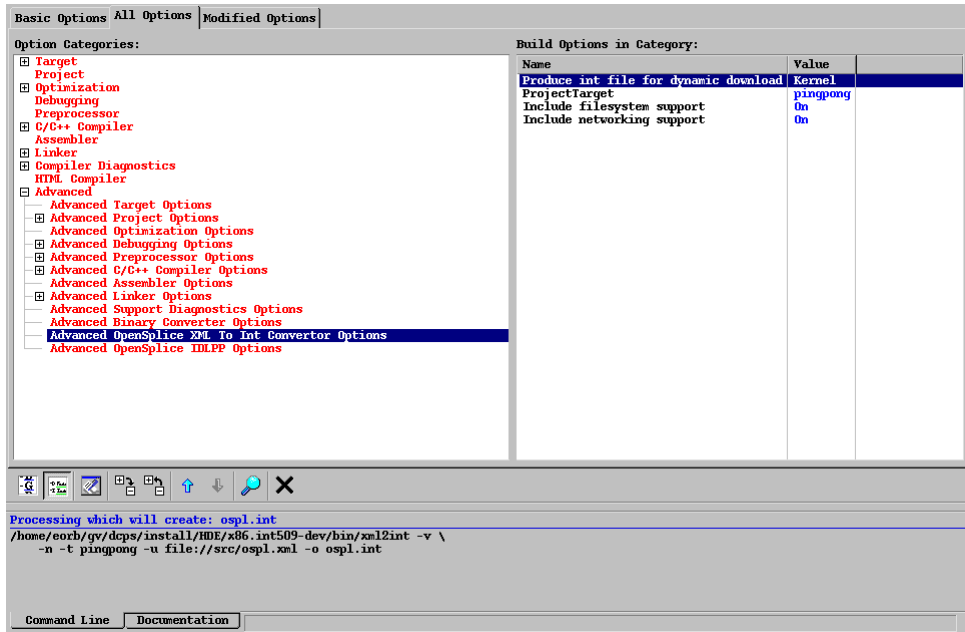 Basic Options All Options Modified Options
Option Categories:
Target
Project
Optimization
Debugging
Preprocessor
C/C++ Compiler
Assembler
Linker
Compiler Diagnostics
HTML Compiler
Advanced
Advanced Target Options
Advanced Project Options
Advanced Optimization Options
Advanced Debugging Options
Advanced Preprocessor Options
Advanced C/C++ Compiler Options
Advanced Assembler Options
Advanced Linker Options
Advanced Support Diagnostics Options
Advanced Binary Converter Options
Advanced OpenSplice XML To Int Convertor Options
Advanced OpenSplice IDLPP Options
Build Options in Category:
Name Value
Produce int file for dynamic download Kernel
ProjectTarget pingpong
Include filesystem support On
Include networking support On
Processing which will create: ospl.int
/home/eorb/gv/dcps/install/HDE/x86.int509-dev/bin/xml2int -v \
-n -t pingpong -u file://src/ospl.xml -o ospl.int
Command Line Documentation